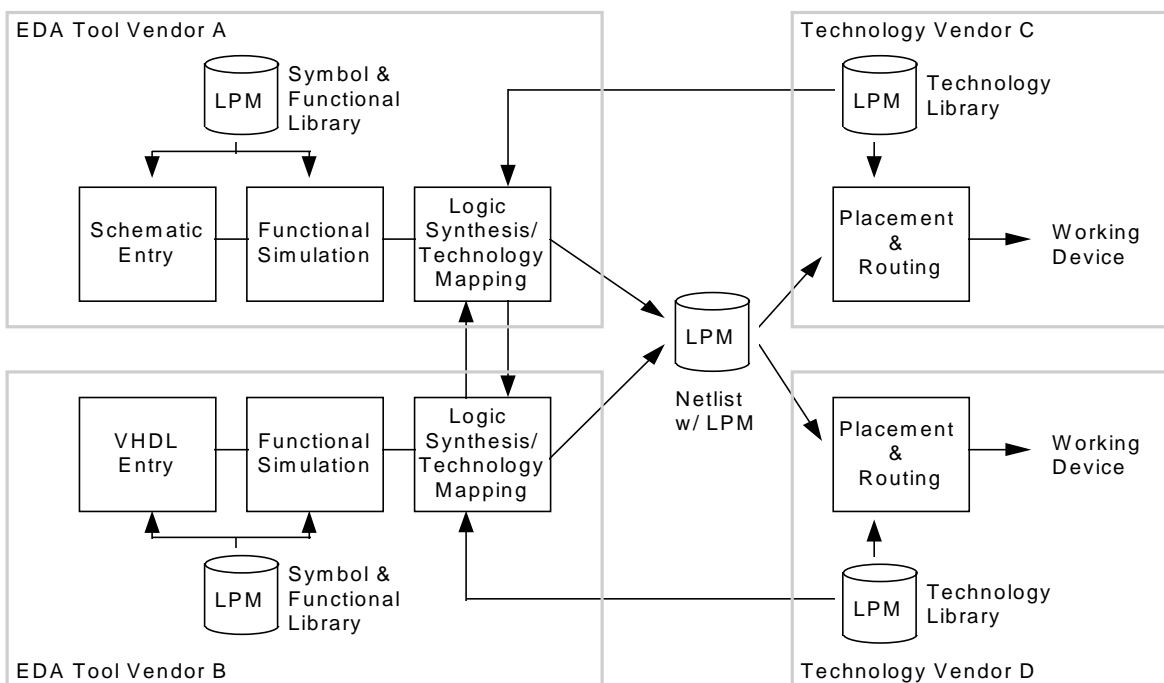 EDA Tool Vendor A
LPM
Symbol &
Functional
Library
Schematic
Entry
Functional
Simulation
Logic
Synthesis/
Technology
Mapping
Technology Vendor C
LPM
Technology
Library
Placement
&
Routing
Working
Device
LPM
Netlist
w/ LPM
VHDL
Entry
Functional
Simulation
Logic
Synthesis/
Technology
Mapping
LPM
Symbol &
Functional
Library
EDA Tool Vendor B
Placement
&
Routing
Working
Device
LPM
Technology
Library
Technology Vendor D